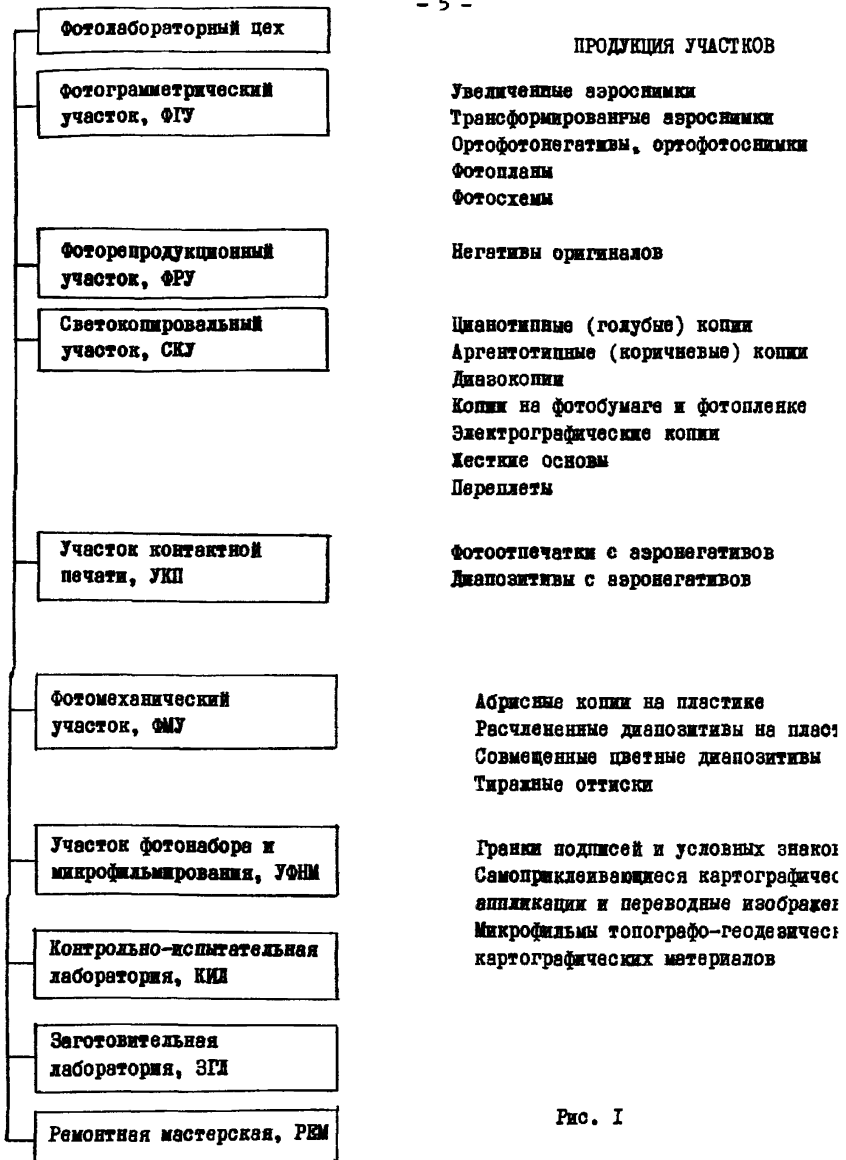 - 5 -
Фотолабораторный цех
ПРОДУКЦИЯ УЧАСТКОВ
Фотограмметрический
участок, ФГУ
Увеличенные аэроснимки
Трансформированные аэроснимки
Ортофотонегативы, ортофотоснимки
Фотопланы
Фотосхемы
Фоторепродукционный
участок, ФРУ
Негативы оригиналов
Светокопировальный
участок, СКУ
Цианотипные (голубые) копии
Аргентотипные (коричневые) копии
Диазокопии
Копии на фотобумаге и фотопленке
Электрографические копии
Жесткие основы
Переплеты
Участок контактной
печати, УКП
Фотоотпечатки с аэронегативов
Диапозитивы с аэронегативов
Фотомеханический
участок, ФМУ
Абрисные копии на пластике
Расчлененные диапозитивы на пласт
Совмещенные цветные диапозитивы
Тиражные оттиски
Участок фотонабора и
микрофильмирования, УФНМ
Гранки подписей и условных знаков
Самоприклеивающиеся картографичес
аппликации и переводные изображен
Микрофильмы топографо-геодезическ
картографических материалов
Контрольно-испытательная
лаборатория, КИЛ
Заготовительная
лаборатория, ЗГЛ
Ремонтная мастерская, РЕМ
Рис. I